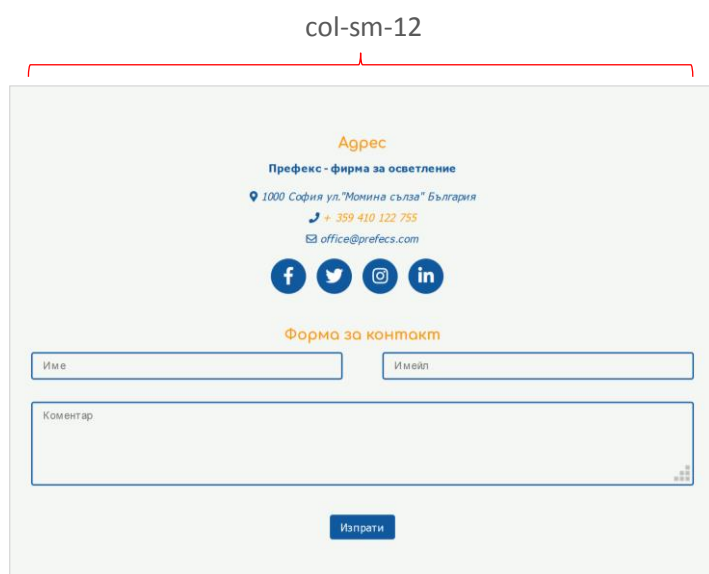 col-sm-12
Адрес
Префекс - фирма за осветление
1000 София ул."Момина сълза" България
+ 359 410 122 755
office@prefecs.com
Форма за контакт
Име
Имейл
Коментар
Изпрати